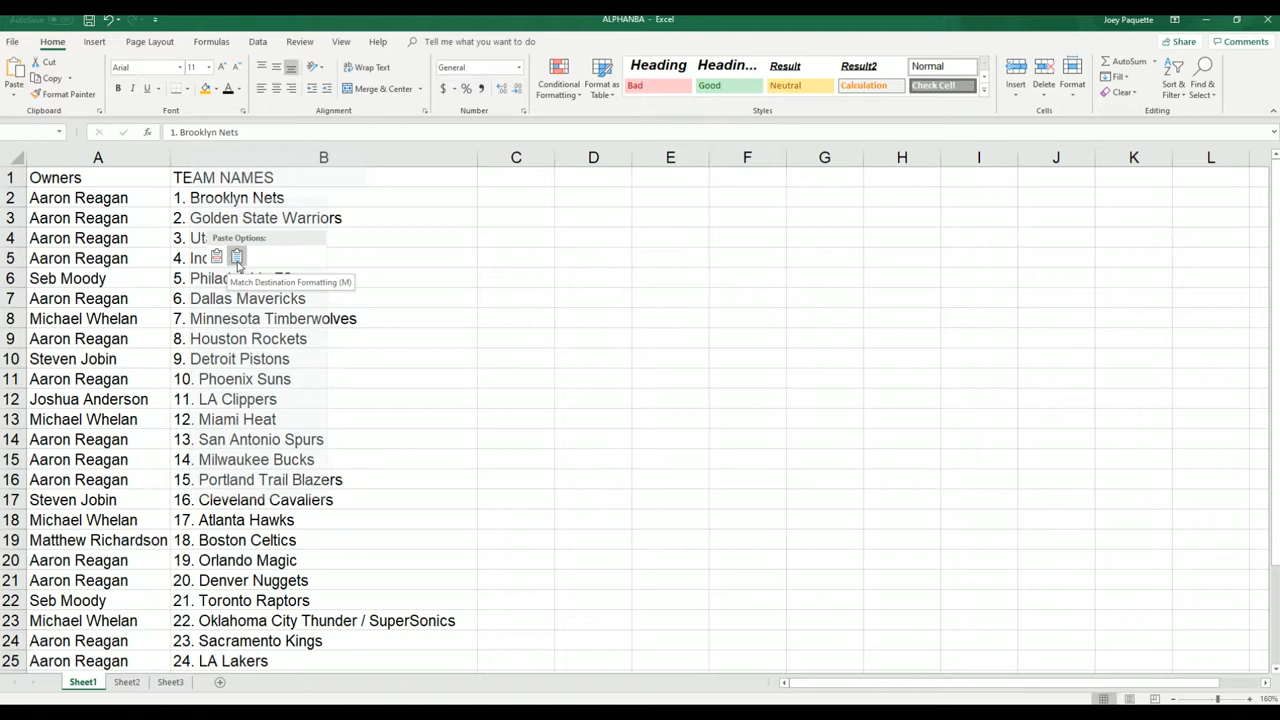 AutoSave Off ALPHANBA - Excel Joey Paquette
File Home Insert Page Layout Formulas Data Review View Help Tell me what you want to do Share Comments
Cut Arial 11 Wrap Text General Heading Headin... Result Result2 Normal AutoSum
Copy Fill
Paste Format Painter B I U A Merge & Center $ % Conditional Formatting Format as Table Bad Good Neutral Calculation Check Cell Insert Delete Format Clear Sort & Filter Find & Select
Clipboard Font Alignment Number Styles Cells Editing
fx 1. Brooklyn Nets
A B C D E F G H I J K L
1 Owners TEAM NAMES
2 Aaron Reagan 1. Brooklyn Nets
3 Aaron Reagan 2. Golden State Warriors
4 Aaron Reagan 3. Ut
Paste Options:
5 Aaron Reagan 4. Ind
6 Seb Moody 5. Phila
Match Destination Formatting (M)
7 Aaron Reagan 6. Dallas Mavericks
8 Michael Whelan 7. Minnesota Timberwolves
9 Aaron Reagan 8. Houston Rockets
10 Steven Jobin 9. Detroit Pistons
11 Aaron Reagan 10. Phoenix Suns
12 Joshua Anderson 11. LA Clippers
13 Michael Whelan 12. Miami Heat
14 Aaron Reagan 13. San Antonio Spurs
15 Aaron Reagan 14. Milwaukee Bucks
16 Aaron Reagan 15. Portland Trail Blazers
17 Steven Jobin 16. Cleveland Cavaliers
18 Michael Whelan 17. Atlanta Hawks
19 Matthew Richardson 18. Boston Celtics
20 Aaron Reagan 19. Orlando Magic
21 Aaron Reagan 20. Denver Nuggets
22 Seb Moody 21. Toronto Raptors
23 Michael Whelan 22. Oklahoma City Thunder / SuperSonics
24 Aaron Reagan 23. Sacramento Kings
25 Aaron Reagan 24. LA Lakers
Sheet1 Sheet2 Sheet3
160%